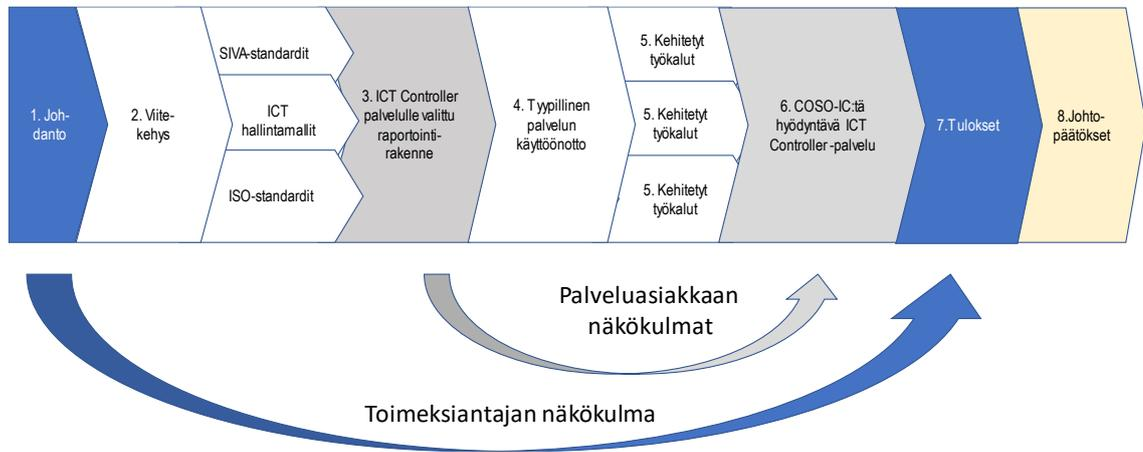 1. Joh-
danto
2. Viite-
kehys
SIVA-standardit
ICT
hallintamallit
ISO-standardit
3. ICT Controller
palvelulle valittu
raportointi-
rakenne
4. Tyypillinen
palvelun
käyttöönotto
5. Kehitetyt
työkalut
5. Kehitetyt
työkalut
5. Kehitetyt
työkalut
6. COSO-IC:tä
hyödyntävä ICT
Controller -palvelu
7.Tulokset
8.Johto-
päätökset
Palveluasiakkaan
näkökulmat
Toimeksiantajan näkökulma